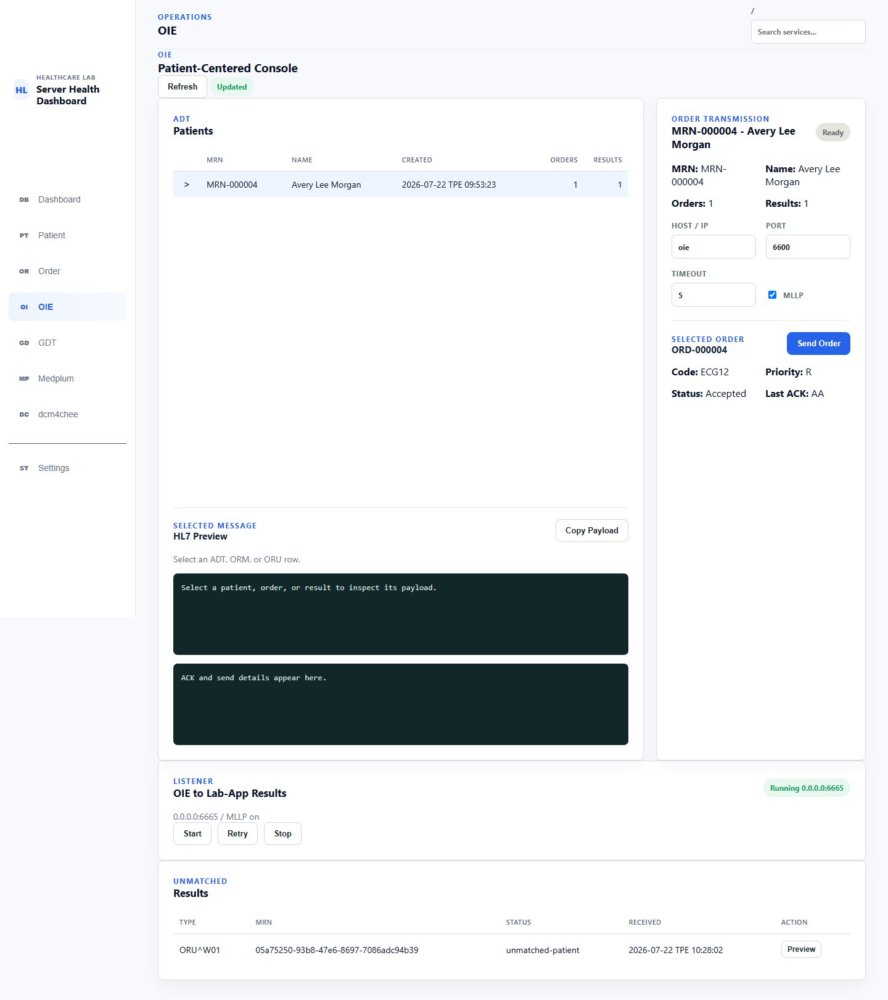 HL
HEALTHCARE LAB
Server Health
Dashboard
DB Dashboard
PT Patient
OR Order
OI OIE
GD GDT
MP Medplum
DC dcm4chee
ST Settings
OPERATIONS
OIE
/
Search services...
OIE
Patient-Centered Console
Refresh
Updated
ADT
Patients
MRN NAME CREATED ORDERS RESULTS
> MRN-000004 Avery Lee Morgan 2026-07-22 TPE 09:53:23 1 1
SELECTED MESSAGE
HL7 Preview
Copy Payload
Select an ADT, ORM, or ORU row.
Select a patient, order, or result to inspect its payload.
ACK and send details appear here.
ORDER TRANSMISSION
MRN-000004 - Avery Lee
Morgan
Ready
MRN: MRN-
000004
Name: Avery Lee
Morgan
Orders: 1
Results: 1
HOST / IP
oie
PORT
6600
TIMEOUT
5
MLLP
SELECTED ORDER
ORD-000004
Send Order
Code: ECG12
Priority: R
Status: Accepted
Last ACK: AA
LISTENER
OIE to Lab-App Results
Running 0.0.0.0:6665
0.0.0.0:6665 / MLLP on
Start
Retry
Stop
UNMATCHED
Results
TYPE MRN STATUS RECEIVED ACTION
ORU^W01 05a75250-93b8-47e6-8697-7086adc94b39 unmatched-patient 2026-07-22 TPE 10:28:02 Preview